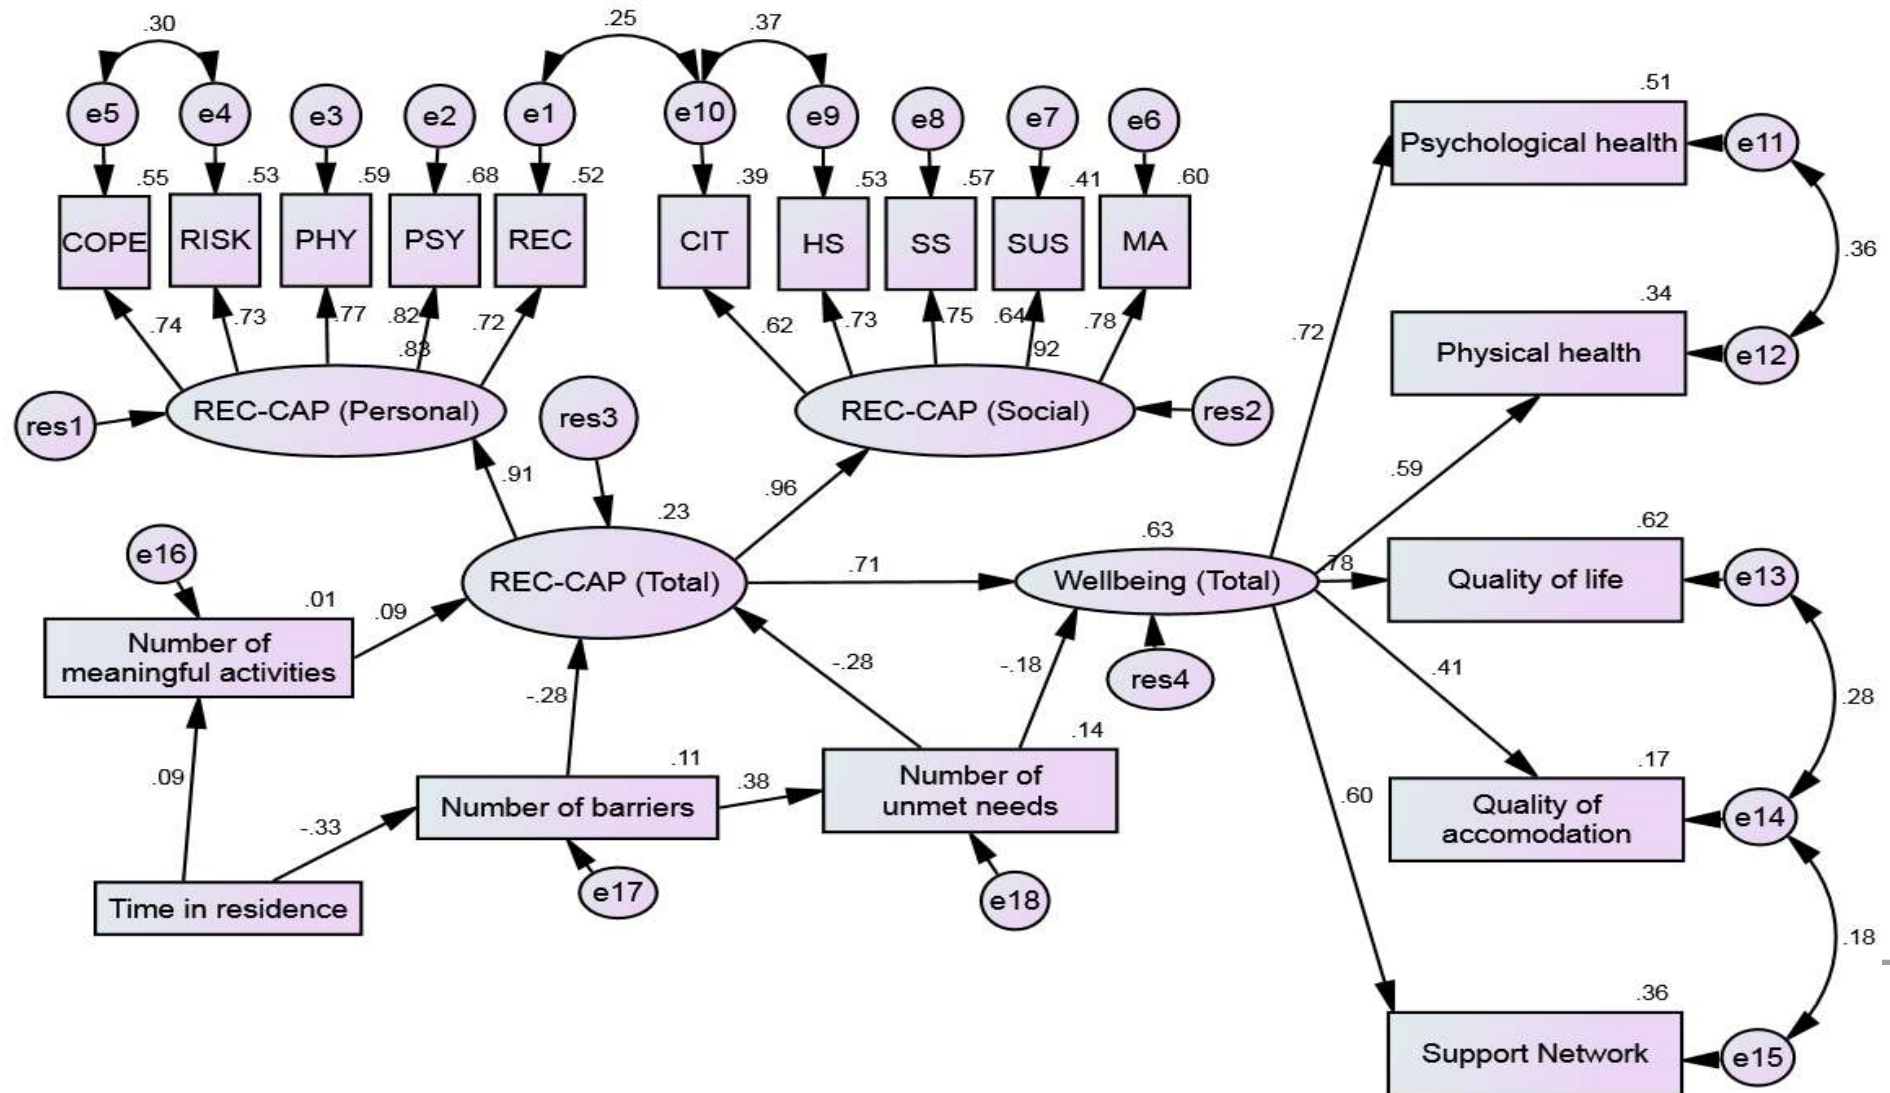 .30
.25
.37
e5
e4
e3
e2
e1
e10
e9
e8
e7
e6
.55
.53
.59
.68
.52
.39
.53
.57
.41
.60
COPE
RISK
PHY
PSY
REC
CIT
HS
SS
SUS
MA
.74
.73
.77
.82
.72
.62
.73
.75
.64
.78
.83
.92
res1
REC-CAP (Personal)
res3
REC-CAP (Social)
res2
.91
.96
.23
.63
e16
REC-CAP (Total)
.71
Wellbeing (Total)
.01
.09
Number of
meaningful activities
-.28
-.28
-.18
res4
.09
.11
.38
.14
Number of barriers
Number of
unmet needs
-.33
e17
e18
Time in residence
.51
Psychological health
e11
.36
.72
.34
Physical health
e12
.59
.62
.78
Quality of life
e13
.41
.28
.17
Quality of
accomodation
e14
.60
.18
.36
Support Network
e15